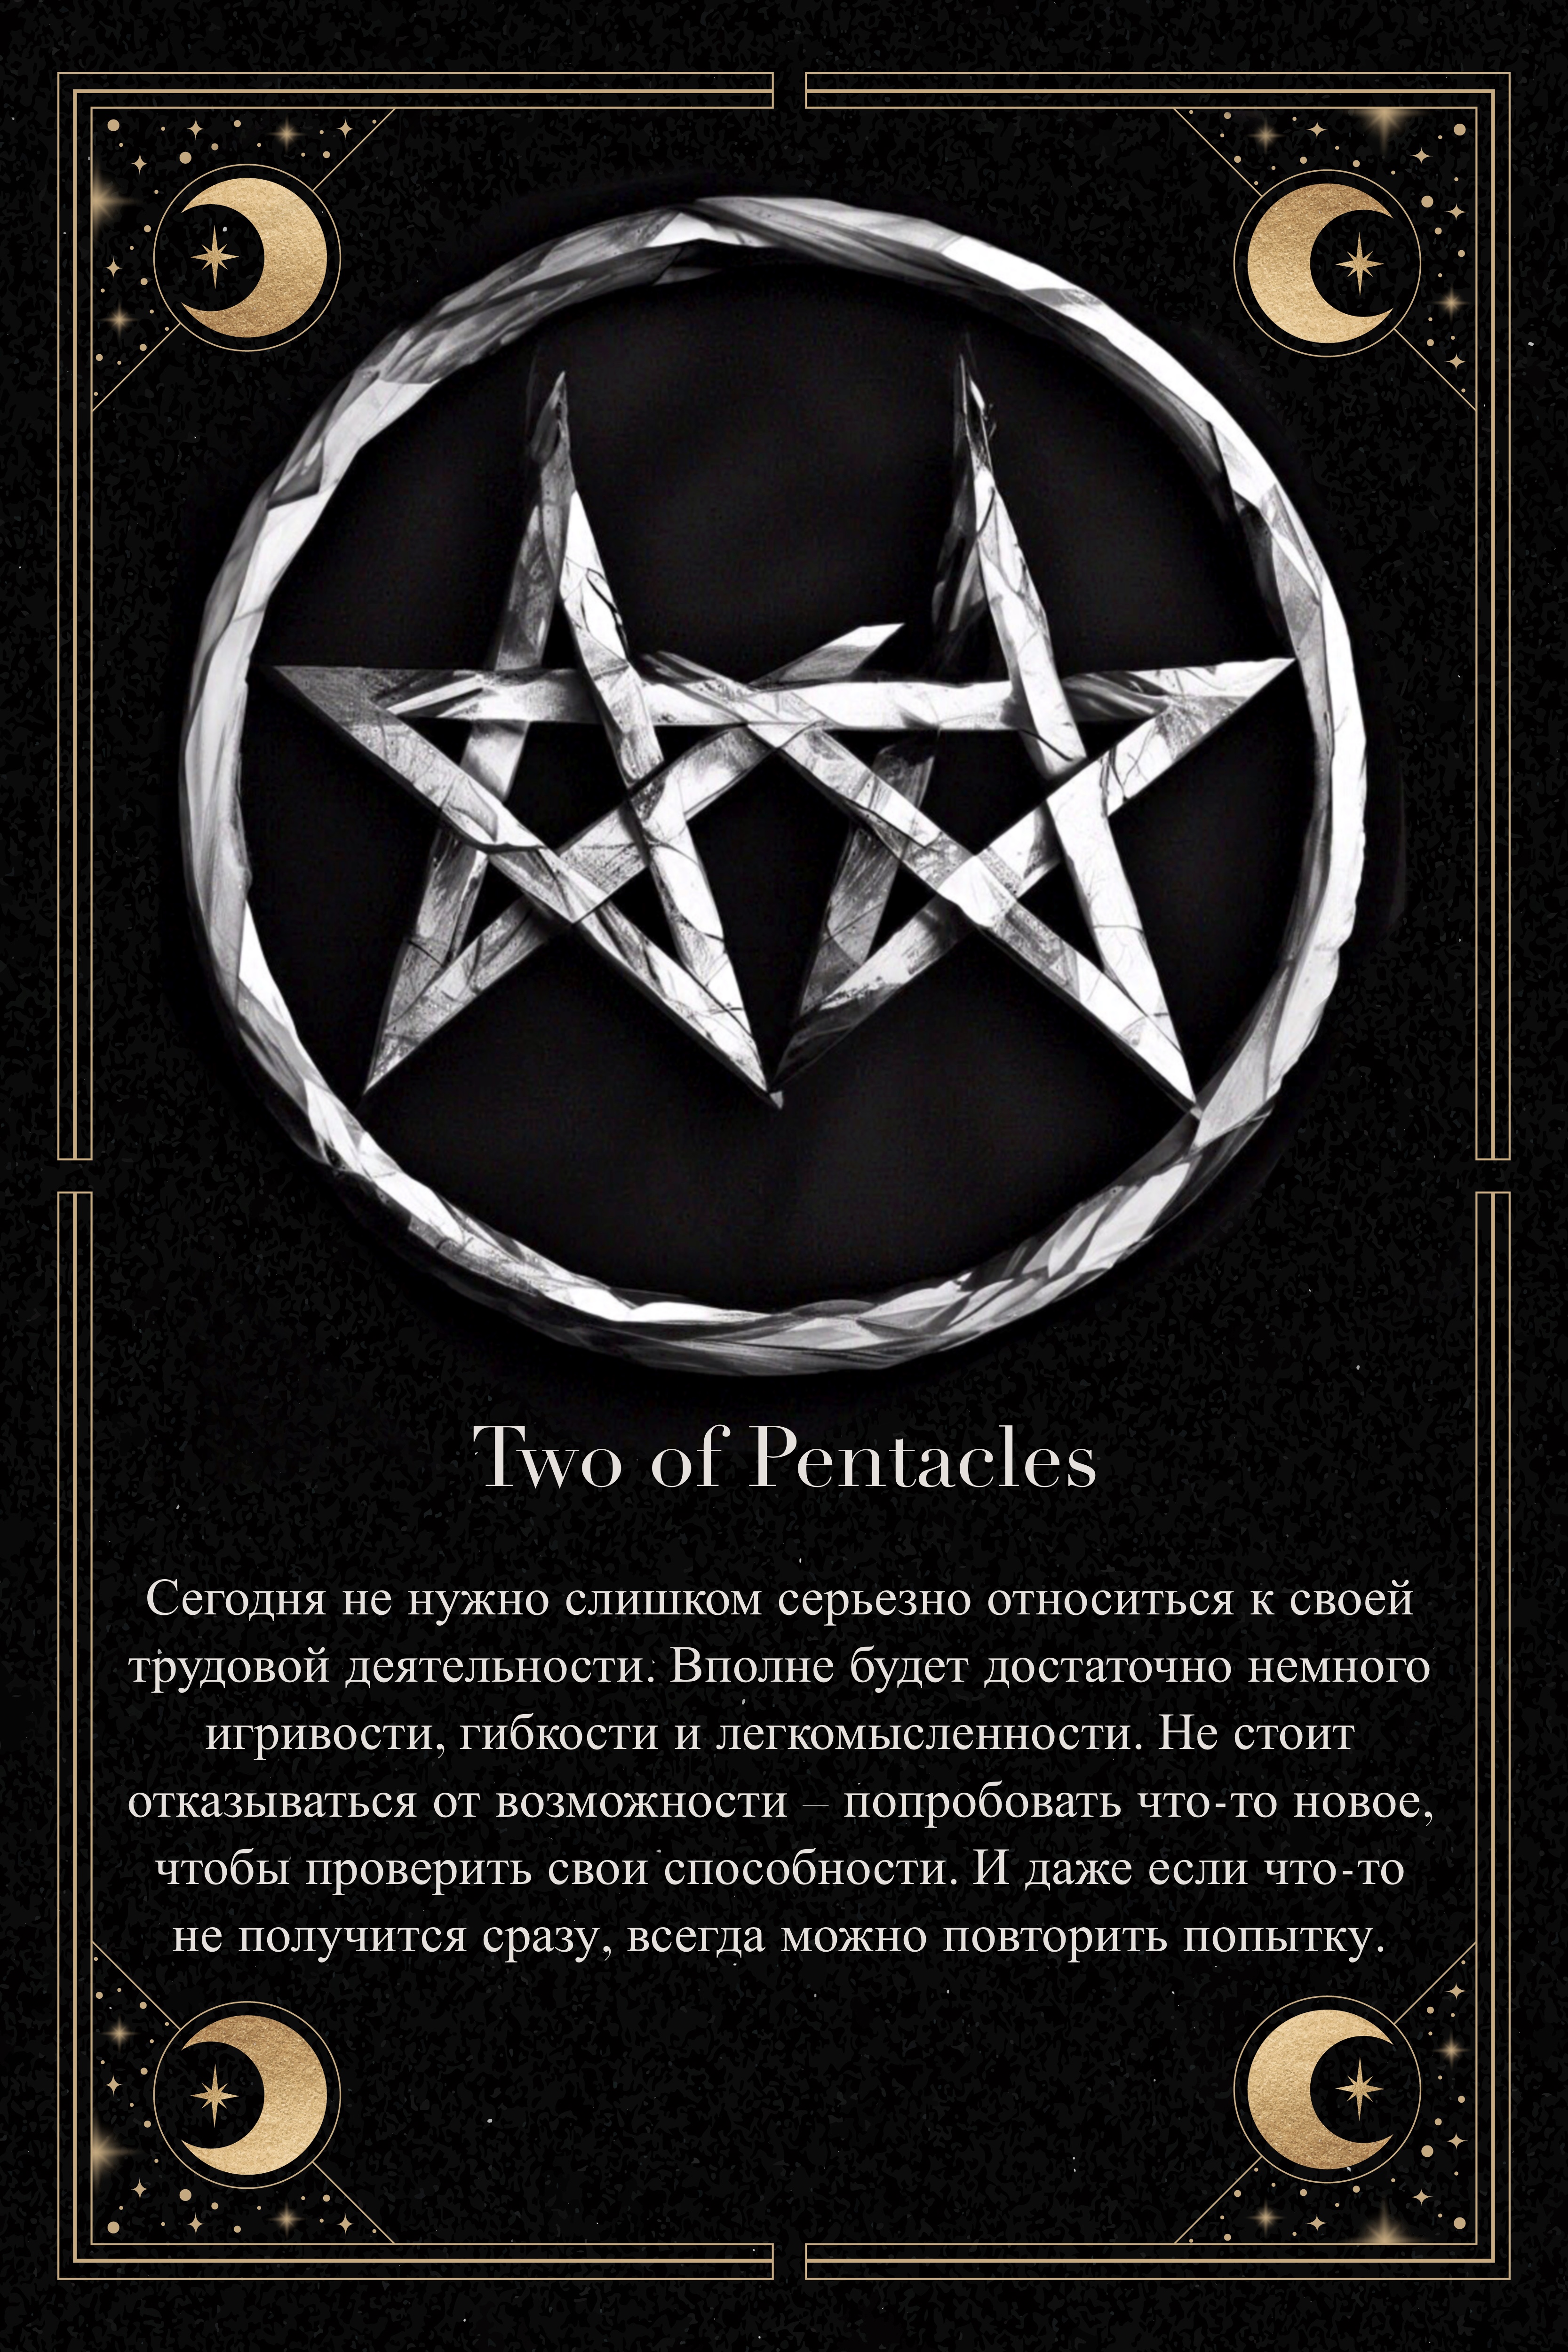 Two of Pentacles
Сегодня не нужно слишком серьезно относиться к своей
трудовой деятельности. Вполне будет достаточно немного
игривости, гибкости и легкомысленности. Не стоит
отказываться от возможности – попробовать что-то новое,
чтобы проверить свои способности. И даже если что-то
не получится сразу, всегда можно повторить попытку.